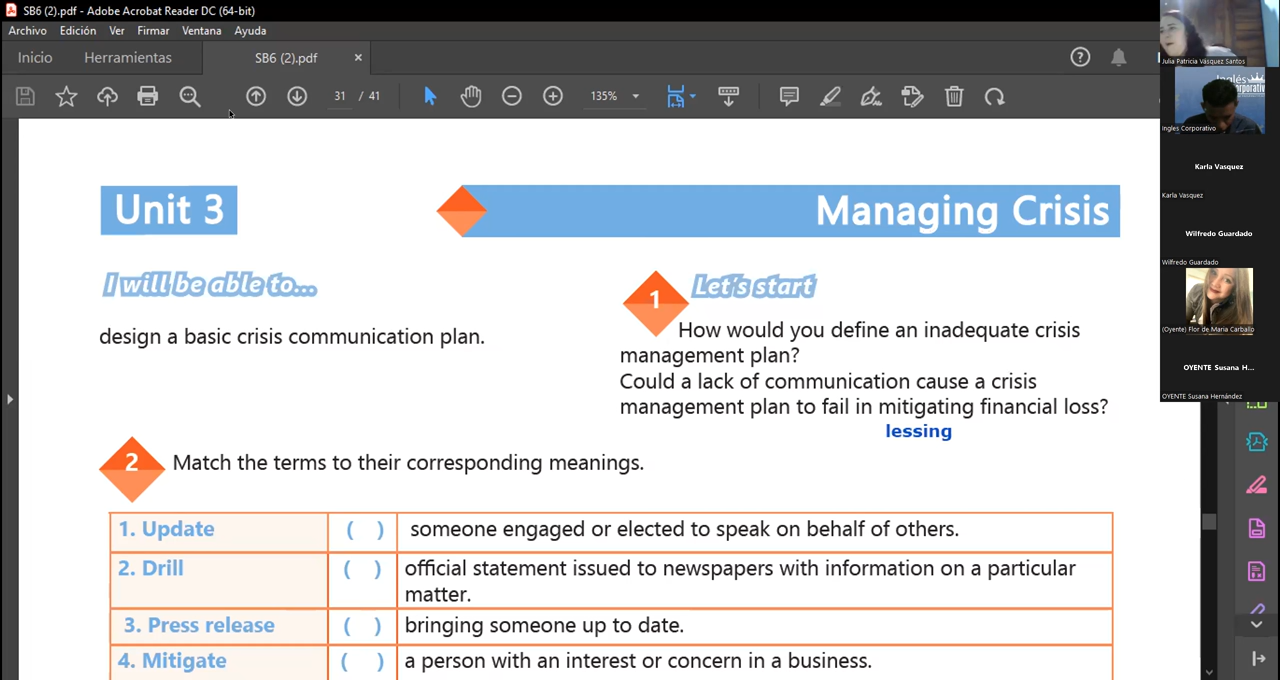 SB6 (2).pdf - Adobe Acrobat Reader DC (64-bit)
Archivo Edición Ver Firmar Ventana Ayuda
Inicio Herramientas SB6 (2).pdf ×
31 / 41 135%
Unit 3 Managing Crisis
I will be able to...
design a basic crisis communication plan.
1 Let's start
How would you define an inadequate crisis
management plan?
Could a lack of communication cause a crisis
management plan to fail in mitigating financial loss?
lessing
2 Match the terms to their corresponding meanings.
1. Update ( ) someone engaged or elected to speak on behalf of others.
2. Drill ( ) official statement issued to newspapers with information on a particular
matter.
3. Press release ( ) bringing someone up to date.
4. Mitigate ( ) a person with an interest or concern in a business.
Julia Patricia Vásquez Santos
Inglés
Corporativo
Ingles Corporativo
Karla Vasquez
Karla Vasquez
Wilfredo Guardado
Wilfredo Guardado
(Oyente) Flor de Maria Carballo
OYENTE Susana H...
OYENTE Susana Hernández